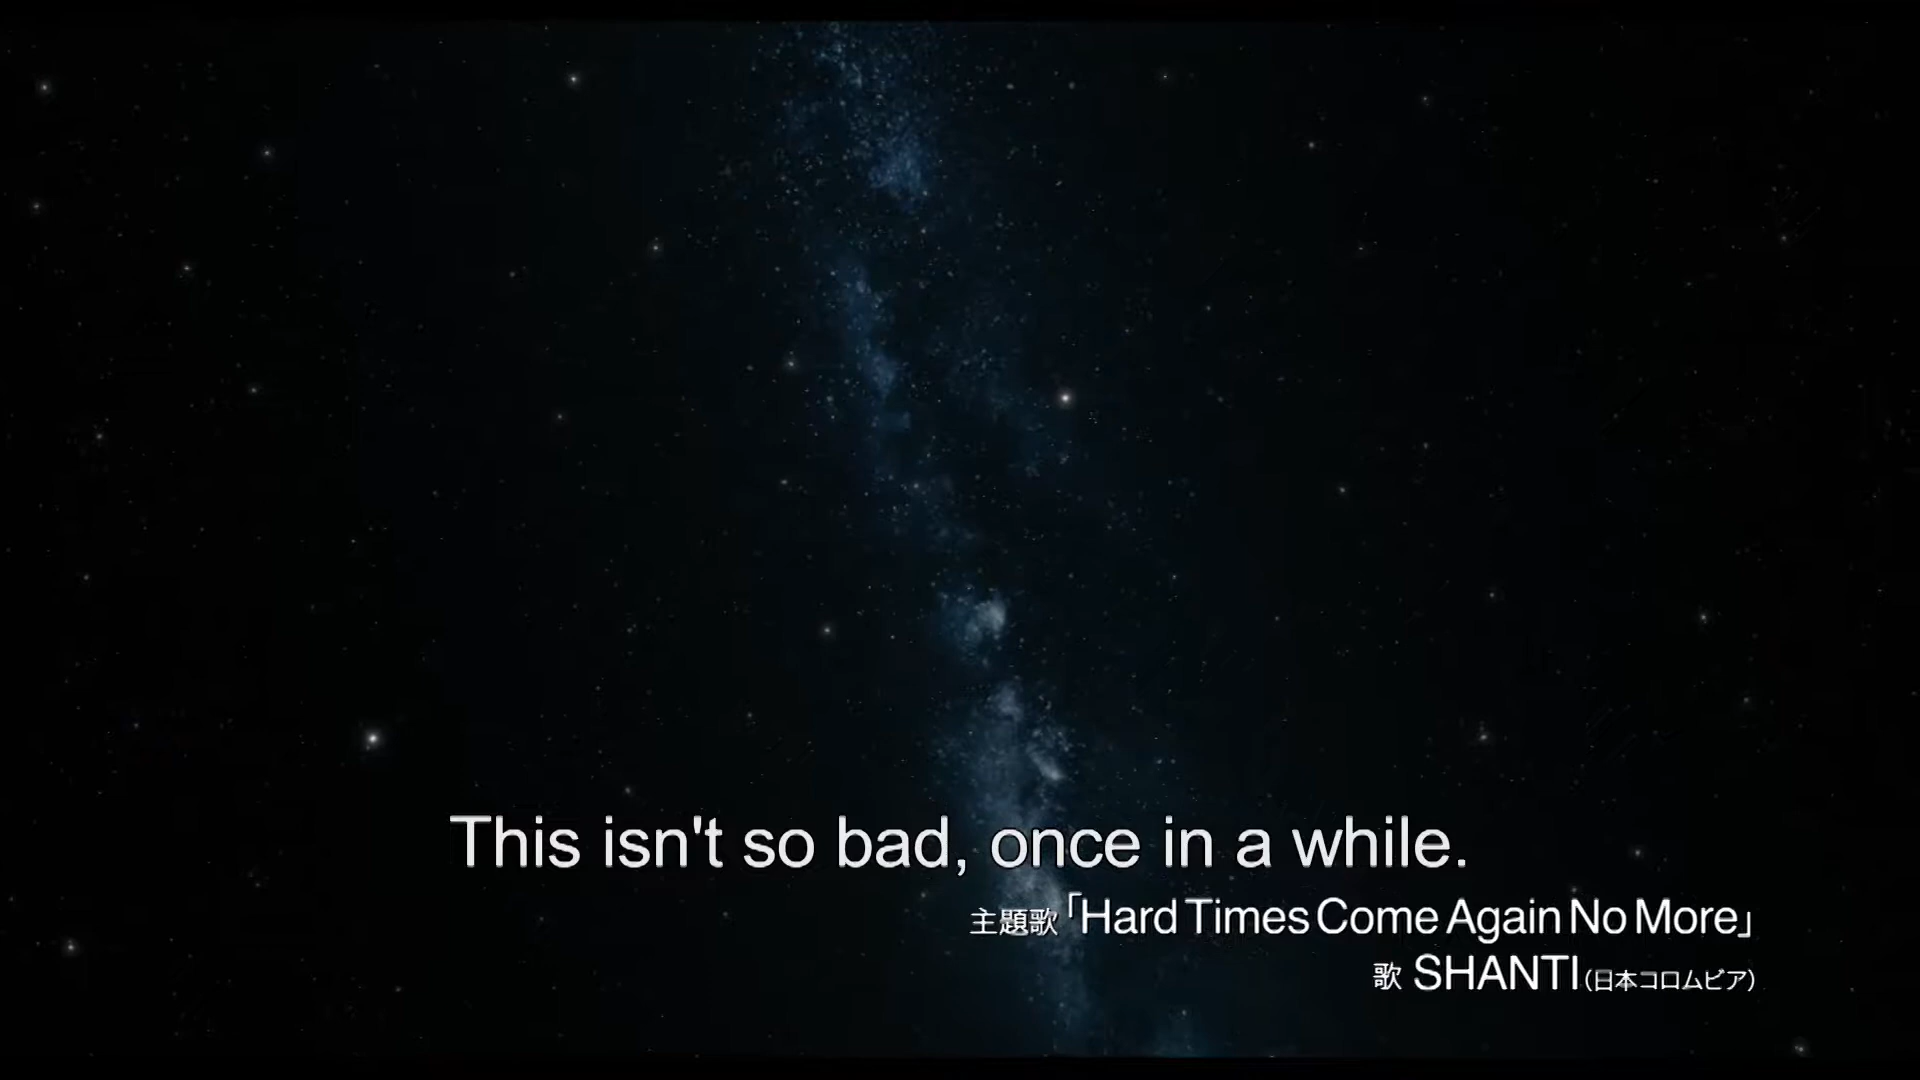 This isn't so bad, once in a while.
主題歌「Hard Times Come Again No More」
歌 SHANTI(日本コロムビア)